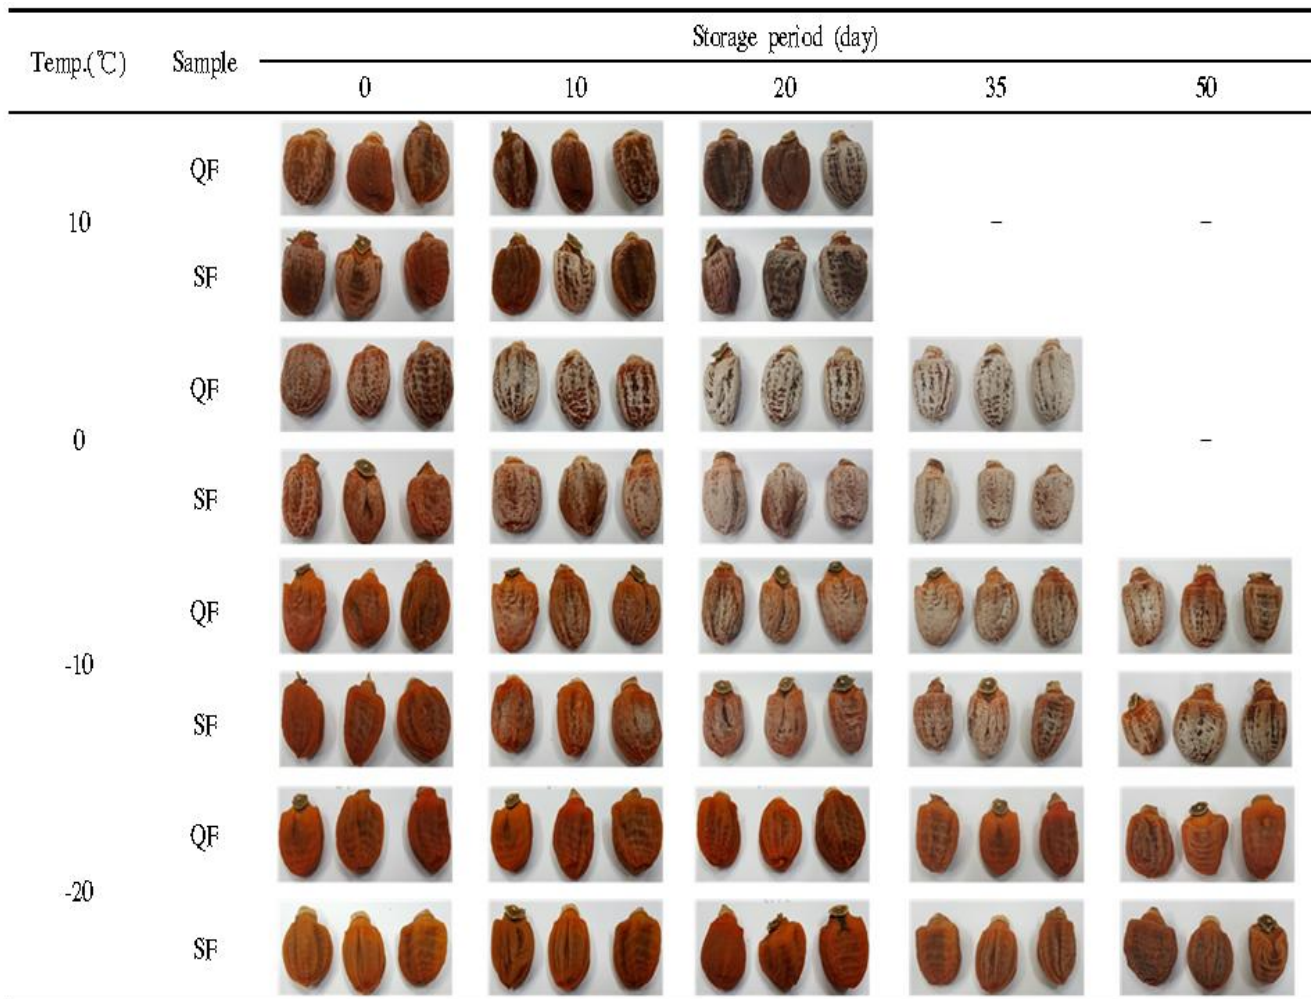 Storage period (day)
Temp.(℃) Sample
0 10 20 35 50
QF
10 – –
SF
QF
0 –
SF
QF
-10
SF
QF
-20
SF